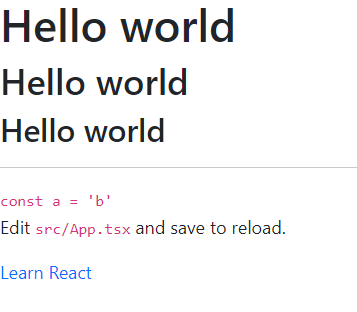 Hello world
Hello world
Hello world
const a = 'b'
Edit src/App.tsx and save to reload.
Learn React